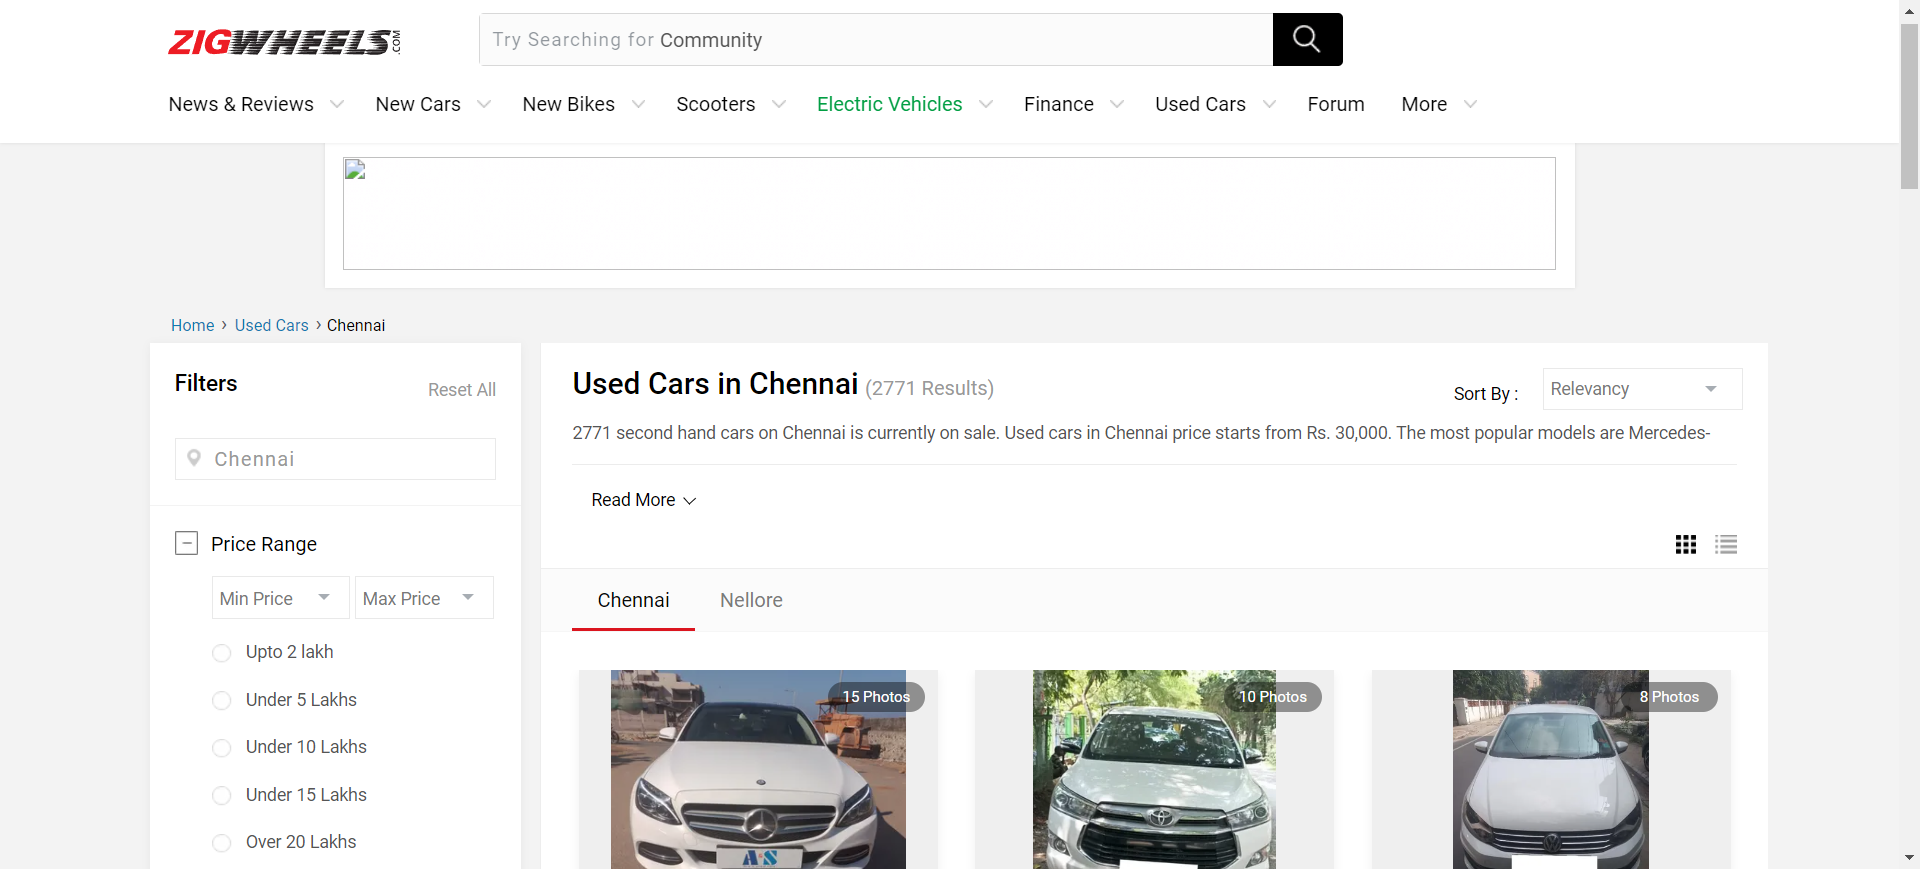 ZIGWHEELS.COM
Try Searching for Community
News & Reviews
New Cars
New Bikes
Scooters
Electric Vehicles
Finance
Used Cars
Forum
More
Home › Used Cars › Chennai
Filters
Reset All
Chennai
Price Range
Min Price
Max Price
Upto 2 lakh
Under 5 Lakhs
Under 10 Lakhs
Under 15 Lakhs
Over 20 Lakhs
Used Cars in Chennai (2771 Results)
Sort By :
Relevancy
2771 second hand cars on Chennai is currently on sale. Used cars in Chennai price starts from Rs. 30,000. The most popular models are Mercedes-
Read More
Chennai
Nellore
15 Photos
A&S
10 Photos
8 Photos